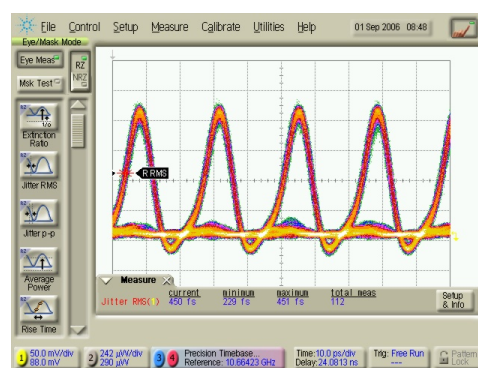 File Control Setup Measure Calibrate Utilities Help 01 Sep 2006 08:48
Eye/Mask Mode
Eye Meas
RZ
NRZ
Msk Test
Extinction Ratio
Jitter RMS
Jitter p-p
Average Power
Rise Time
R RMS
Measure
current minimum maximum total meas
Jitter RMS(1) 450 fs 229 fs 451 fs 112
Setup & Info
1 50.0 mV/div 88.0 mV
2 242 µW/div 290 µW
3 4 Precision Timebase... Reference: 10.66423 GHz
Time:10.0 ps/div Delay:24.0813 ns
Trig: Free Run ---
Pattern Lock